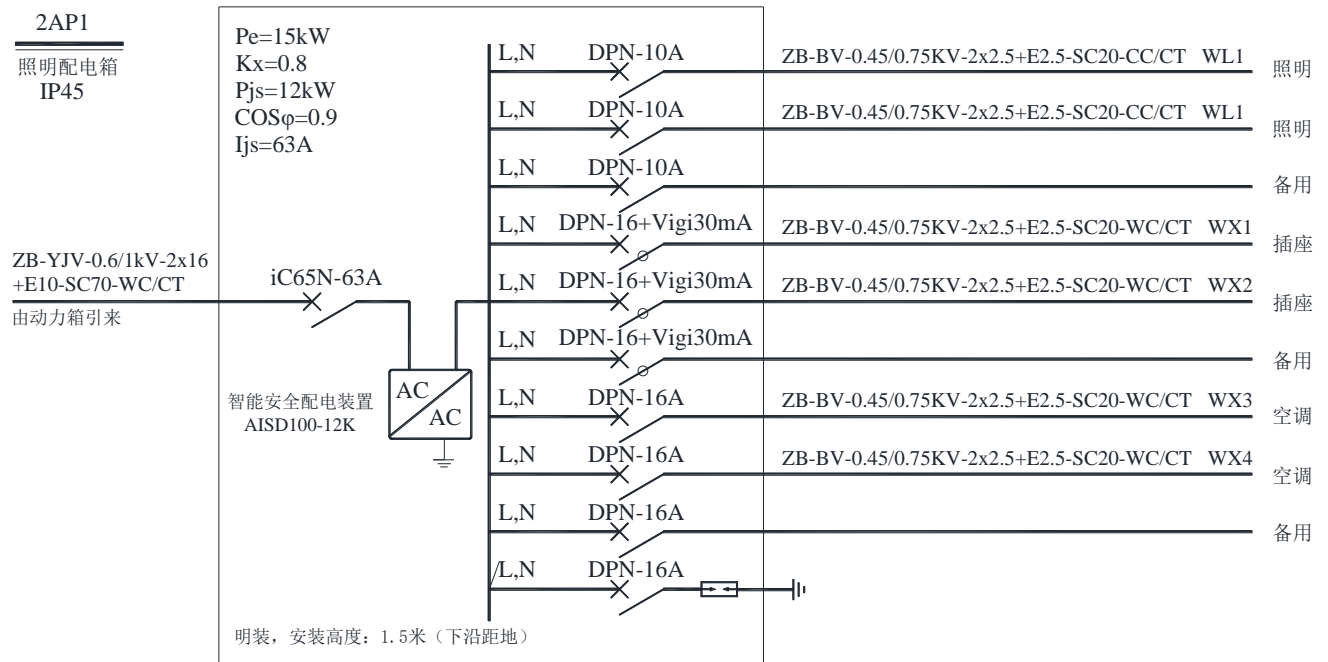 2AP1
照明配电箱
IP45
Pe=15kW
Kx=0.8
Pjs=12kW
COSφ=0.9
Ijs=63A
ZB-YJV-0.6/1kV-2x16
+E10-SC70-WC/CT
由动力箱引来
iC65N-63A
智能安全配电装置
AISD100-12K
AC
AC
L,N DPN-10A ZB-BV-0.45/0.75KV-2x2.5+E2.5-SC20-CC/CT WL1 照明
L,N DPN-10A ZB-BV-0.45/0.75KV-2x2.5+E2.5-SC20-CC/CT WL1 照明
L,N DPN-10A 备用
L,N DPN-16+Vigi30mA ZB-BV-0.45/0.75KV-2x2.5+E2.5-SC20-WC/CT WX1 插座
L,N DPN-16+Vigi30mA ZB-BV-0.45/0.75KV-2x2.5+E2.5-SC20-WC/CT WX2 插座
L,N DPN-16+Vigi30mA 备用
L,N DPN-16A ZB-BV-0.45/0.75KV-2x2.5+E2.5-SC20-WC/CT WX3 空调
L,N DPN-16A ZB-BV-0.45/0.75KV-2x2.5+E2.5-SC20-WC/CT WX4 空调
L,N DPN-16A 备用
L,N DPN-16A
明装，安装高度：1.5米（下沿距地）